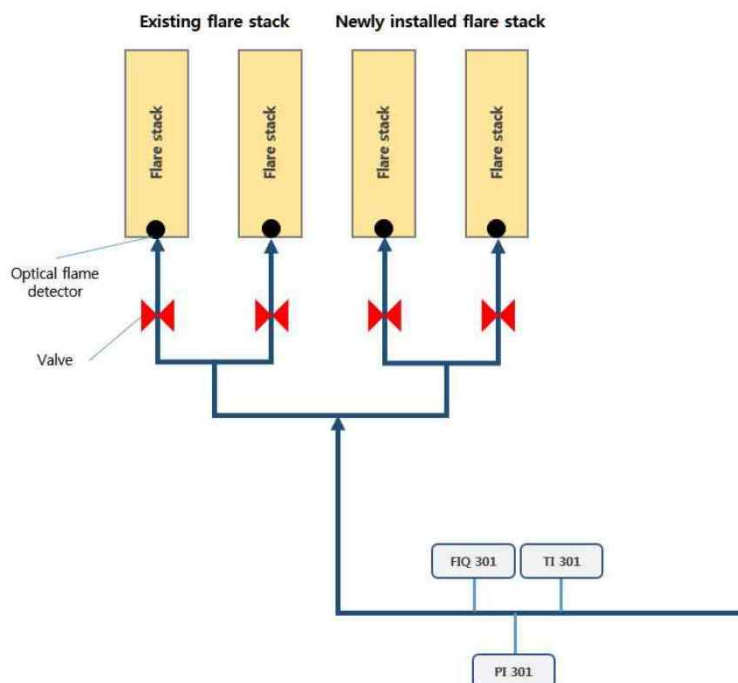 Existing flare stack
Newly installed flare stack
Flare stack
Flare stack
Flare stack
Flare stack
Optical flame
detector
Valve
FIQ 301
TI 301
PI 301